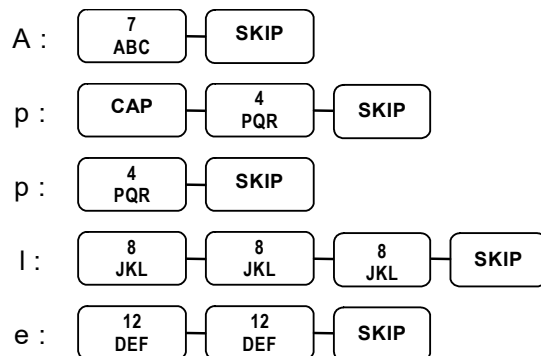 A : 7 ABC SKIP
p : CAP 4 PQR SKIP
p : 4 PQR SKIP
l : 8 JKL 8 JKL 8 JKL SKIP
e : 12 DEF 12 DEF SKIP